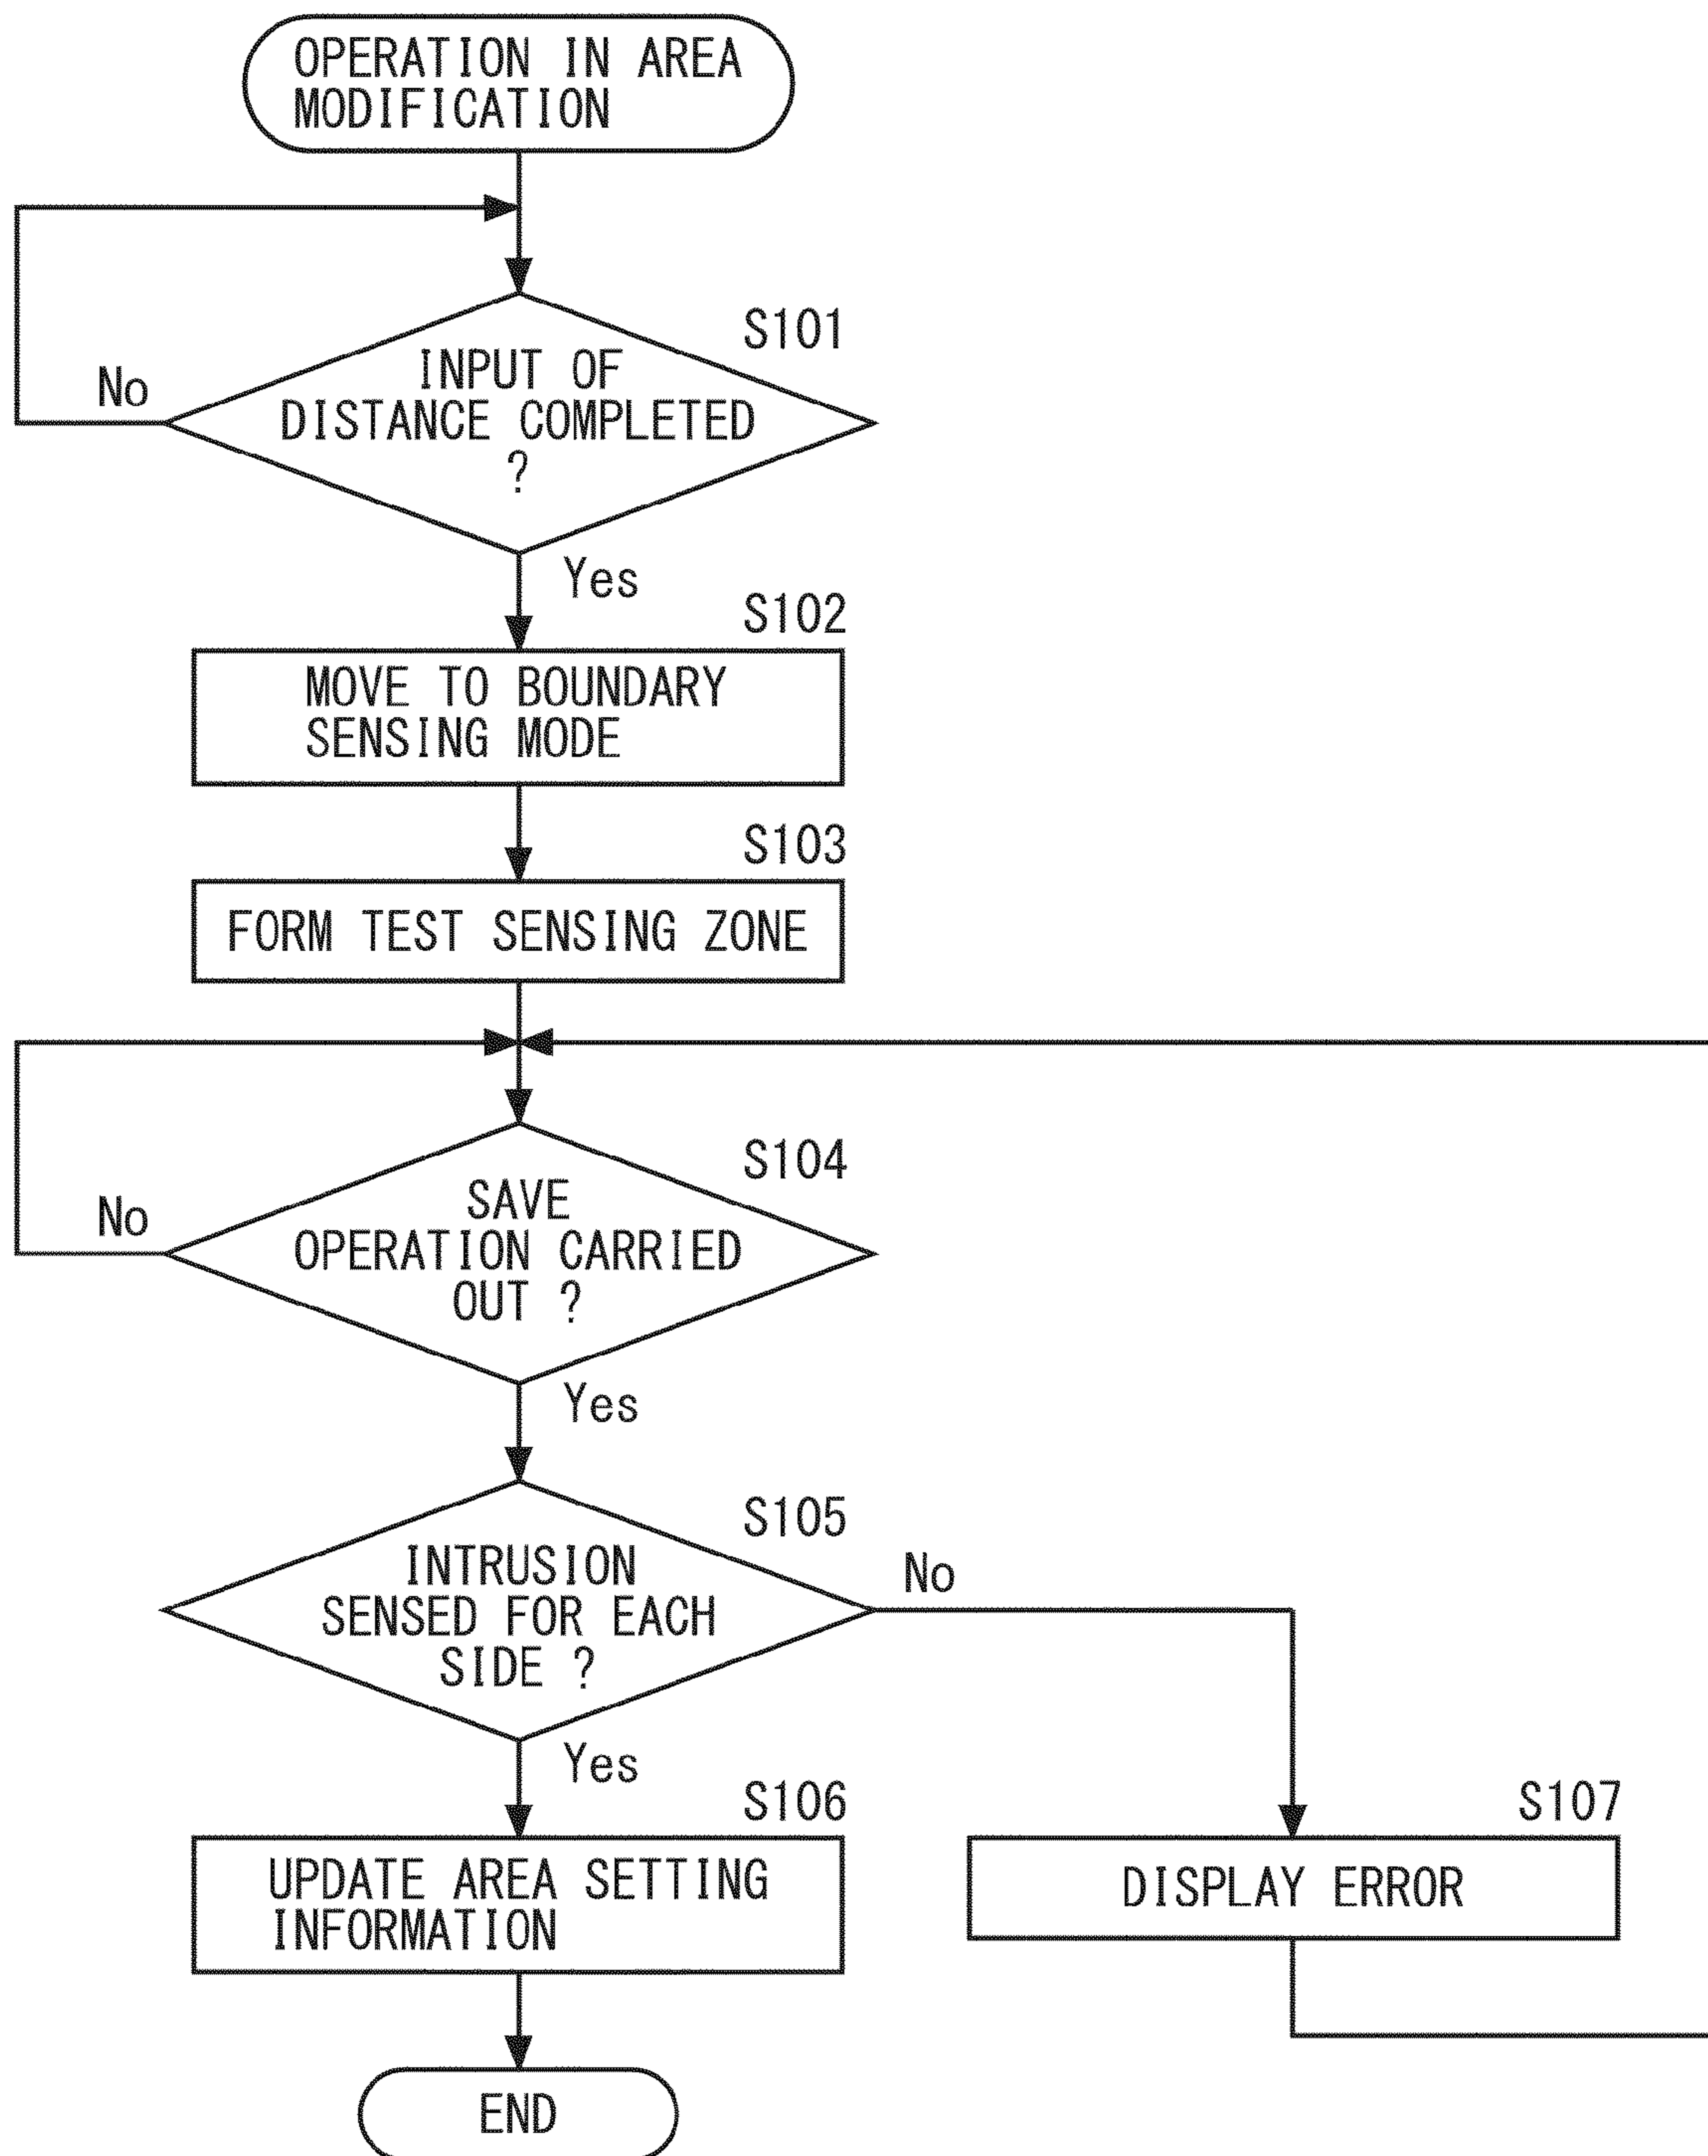 OPERATION IN AREA
MODIFICATION
S101
INPUT OF
DISTANCE COMPLETED
?
No
Yes
S102
MOVE TO BOUNDARY
SENSING MODE
S103
FORM TEST SENSING ZONE
S104
SAVE
OPERATION CARRIED
OUT ?
No
Yes
S105
INTRUSION
SENSED FOR EACH
SIDE ?
No
Yes
S106
UPDATE AREA SETTING
INFORMATION
S107
DISPLAY ERROR
END